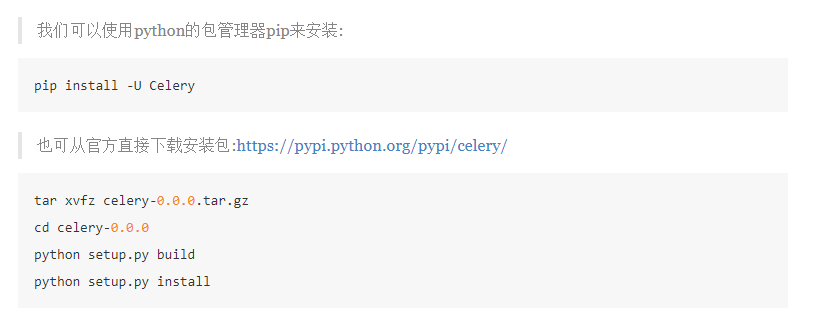 我们可以使用python的包管理器pip来安装:
pip install -U Celery
也可从官方直接下载安装包:https://pypi.python.org/pypi/celery/
tar xvfz celery-0.0.0.tar.gz
cd celery-0.0.0
python setup.py build
python setup.py install